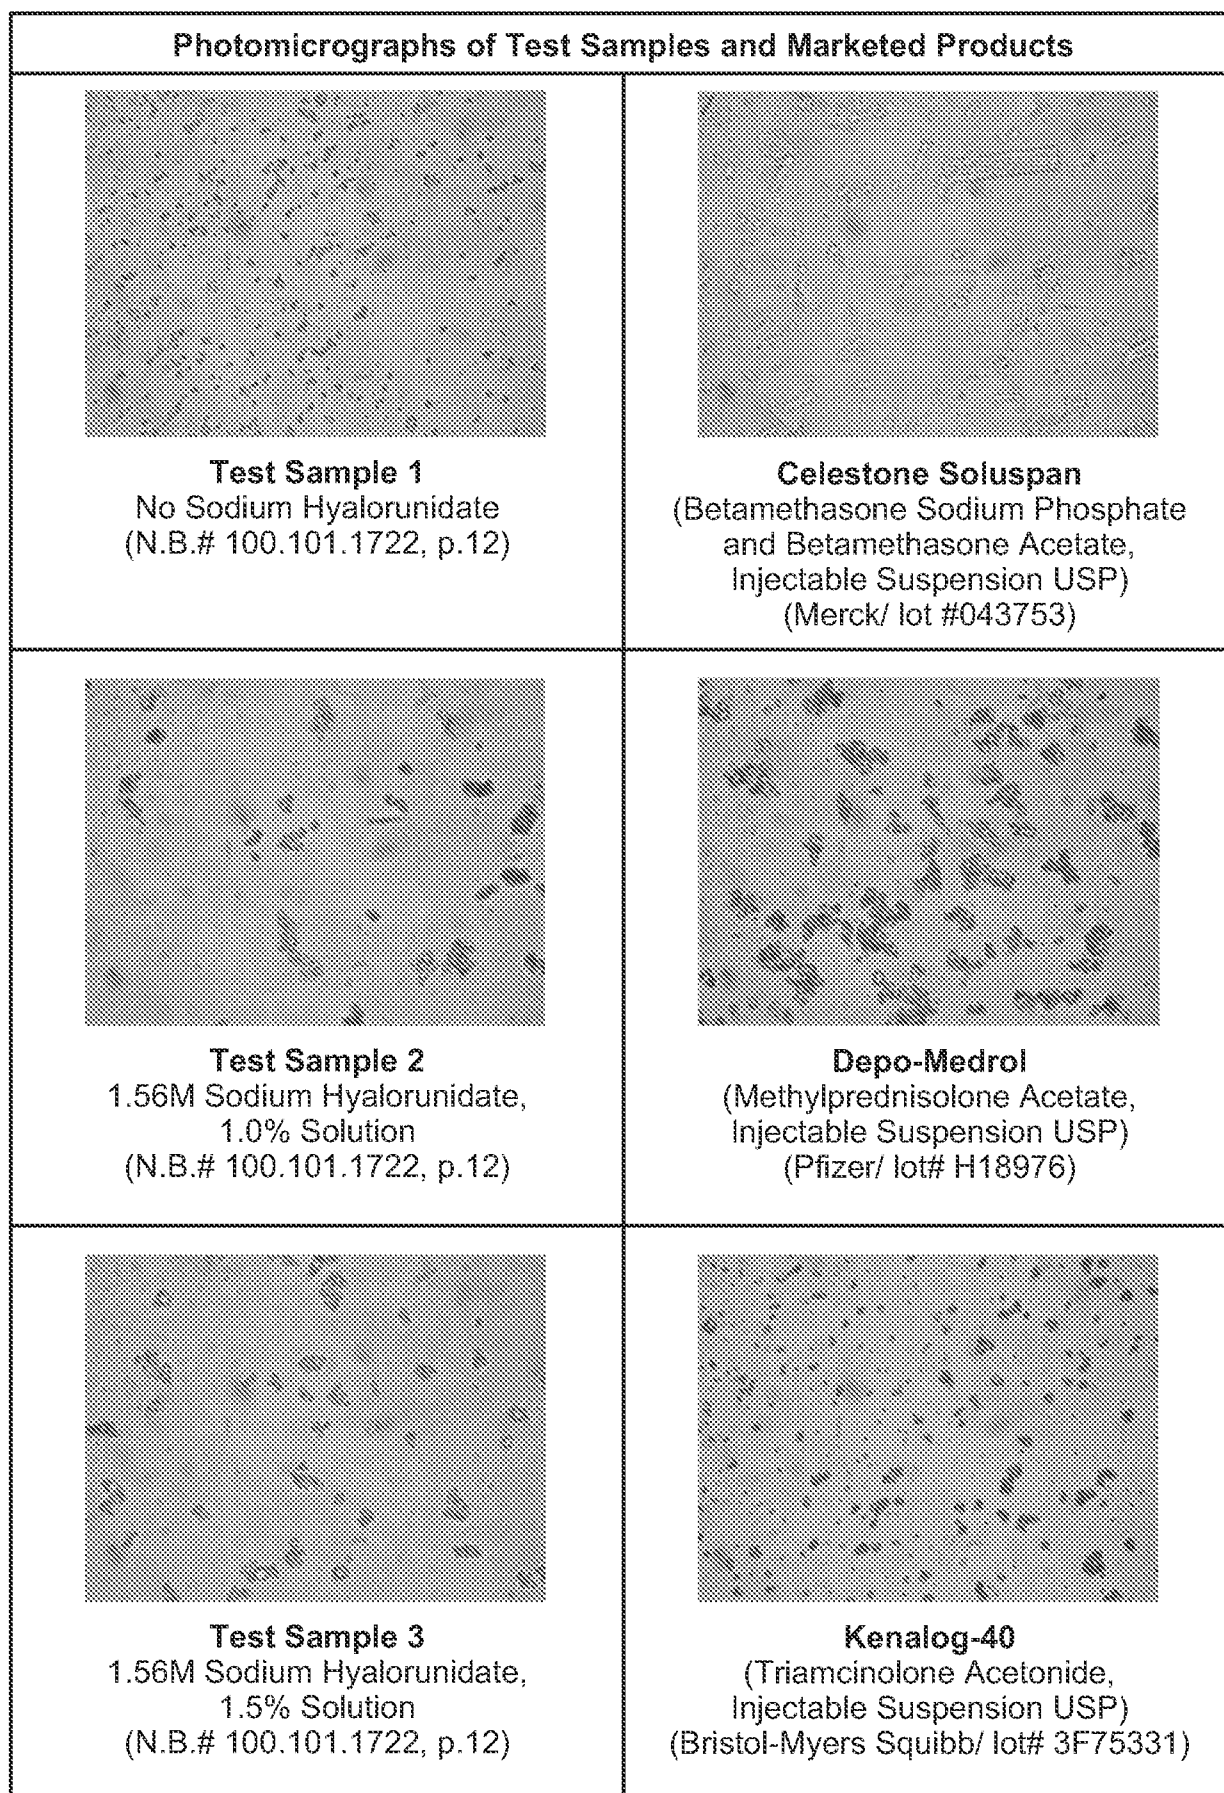 Photomicrographs of Test Samples and Marketed Products
Test Sample 1
No Sodium Hyalorunidate
(N.B.# 100.101.1722, p.12)
Celestone Soluspan
(Betamethasone Sodium Phosphate
and Betamethasone Acetate,
Injectable Suspension USP)
(Merck/ lot #043753)
Test Sample 2
1.56M Sodium Hyalorunidate,
1.0% Solution
(N.B.# 100.101.1722, p.12)
Depo-Medrol
(Methylprednisolone Acetate,
Injectable Suspension USP)
(Pfizer/ lot# H18976)
Test Sample 3
1.56M Sodium Hyalorunidate,
1.5% Solution
(N.B.# 100.101.1722, p.12)
Kenalog-40
(Triamcinolone Acetonide,
Injectable Suspension USP)
(Bristol-Myers Squibb/ lot# 3F75331)